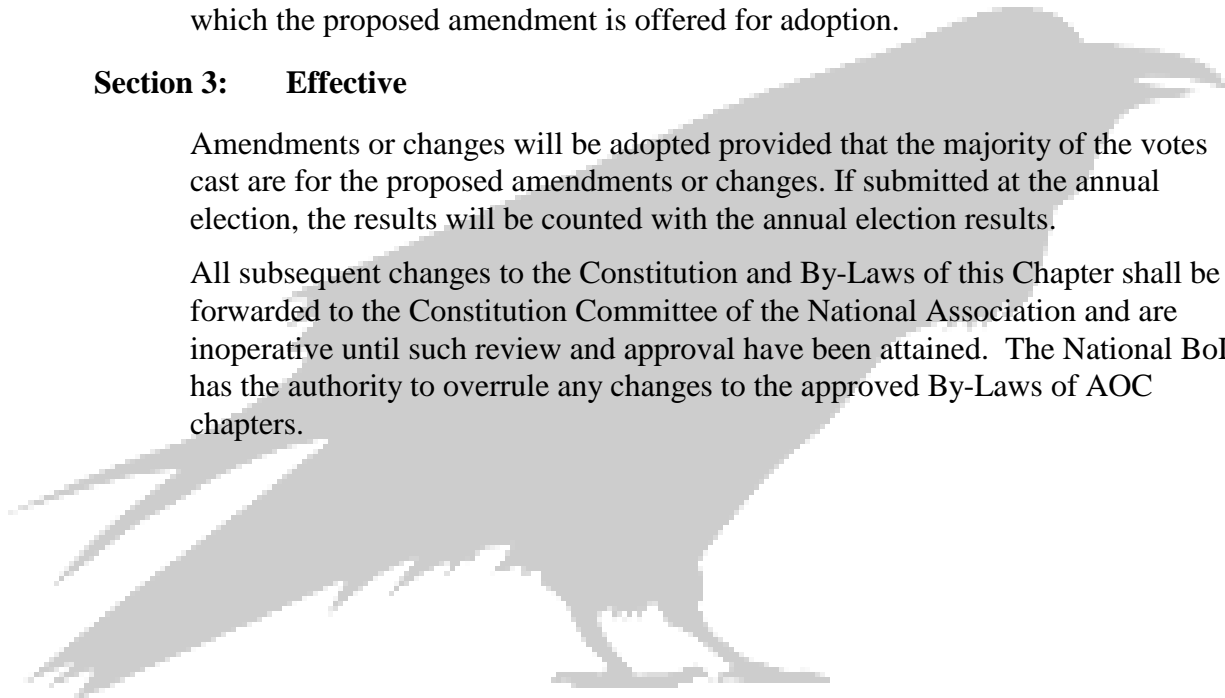 which the proposed amendment is offered for adoption.
Section 3: Effective
Amendments or changes will be adopted provided that the majority of the votes
cast are for the proposed amendments or changes. If submitted at the annual
election, the results will be counted with the annual election results.
All subsequent changes to the Constitution and By-Laws of this Chapter shall be
forwarded to the Constitution Committee of the National Association and are
inoperative until such review and approval have been attained. The National
has the authority to overrule any changes to the approved By-Laws of AOC
chapters.